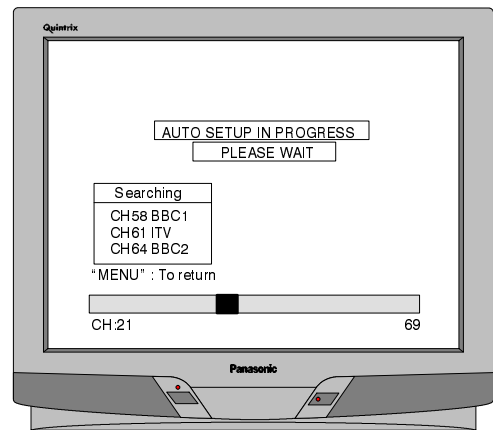 Quintrix
AUTO SETUP IN PROGRESS
PLEASE WAIT
Searching
CH58 BBC1
CH61 ITV
CH64 BBC2
“MENU” : To return
CH:21 69
Panasonic